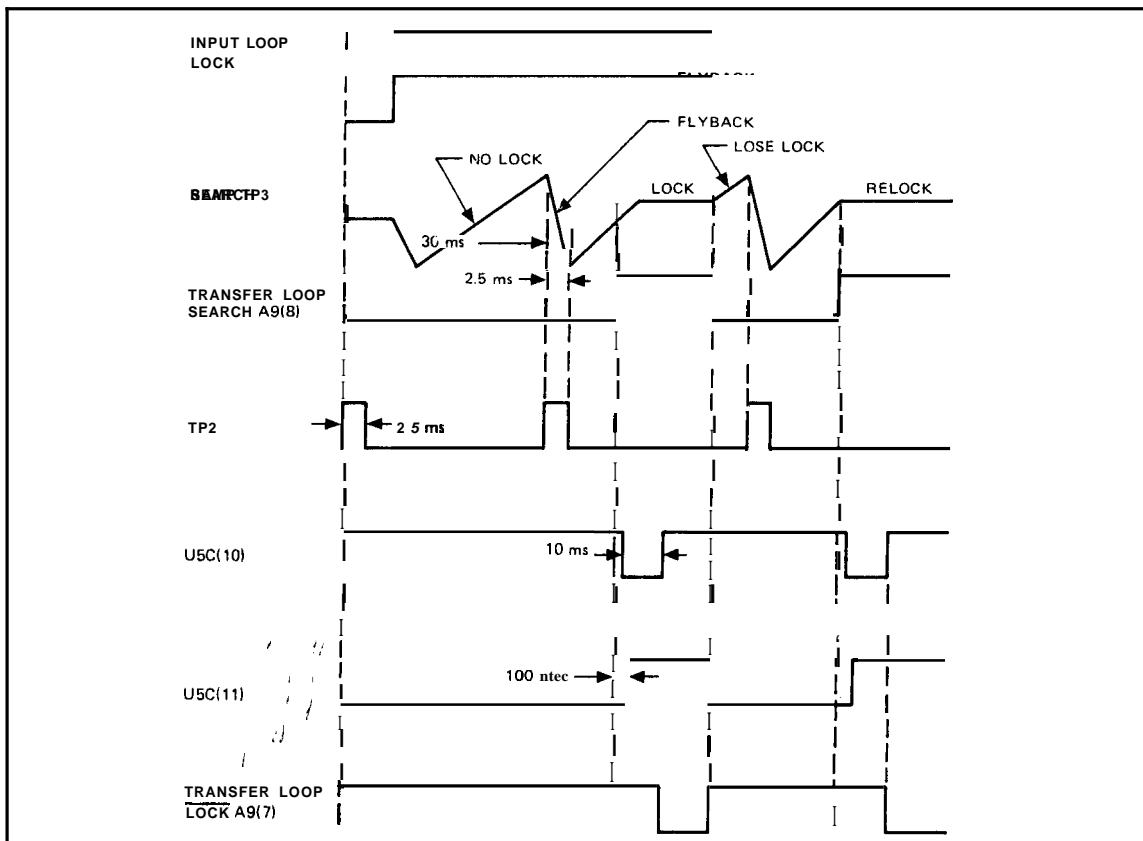 INPUT LOOP
LOCK
FLYBACK
NO LOCK
LOSE LOCK
TP3
LOCK
RELOCK
30 ms
2.5 ms
TRANSFER LOOP
SEARCH A9(8)
TP2
2 5 ms
U5C(10)
10 ms
100 ntec
U5C(11)
TRANSFER LOOP
LOCK A9(7)